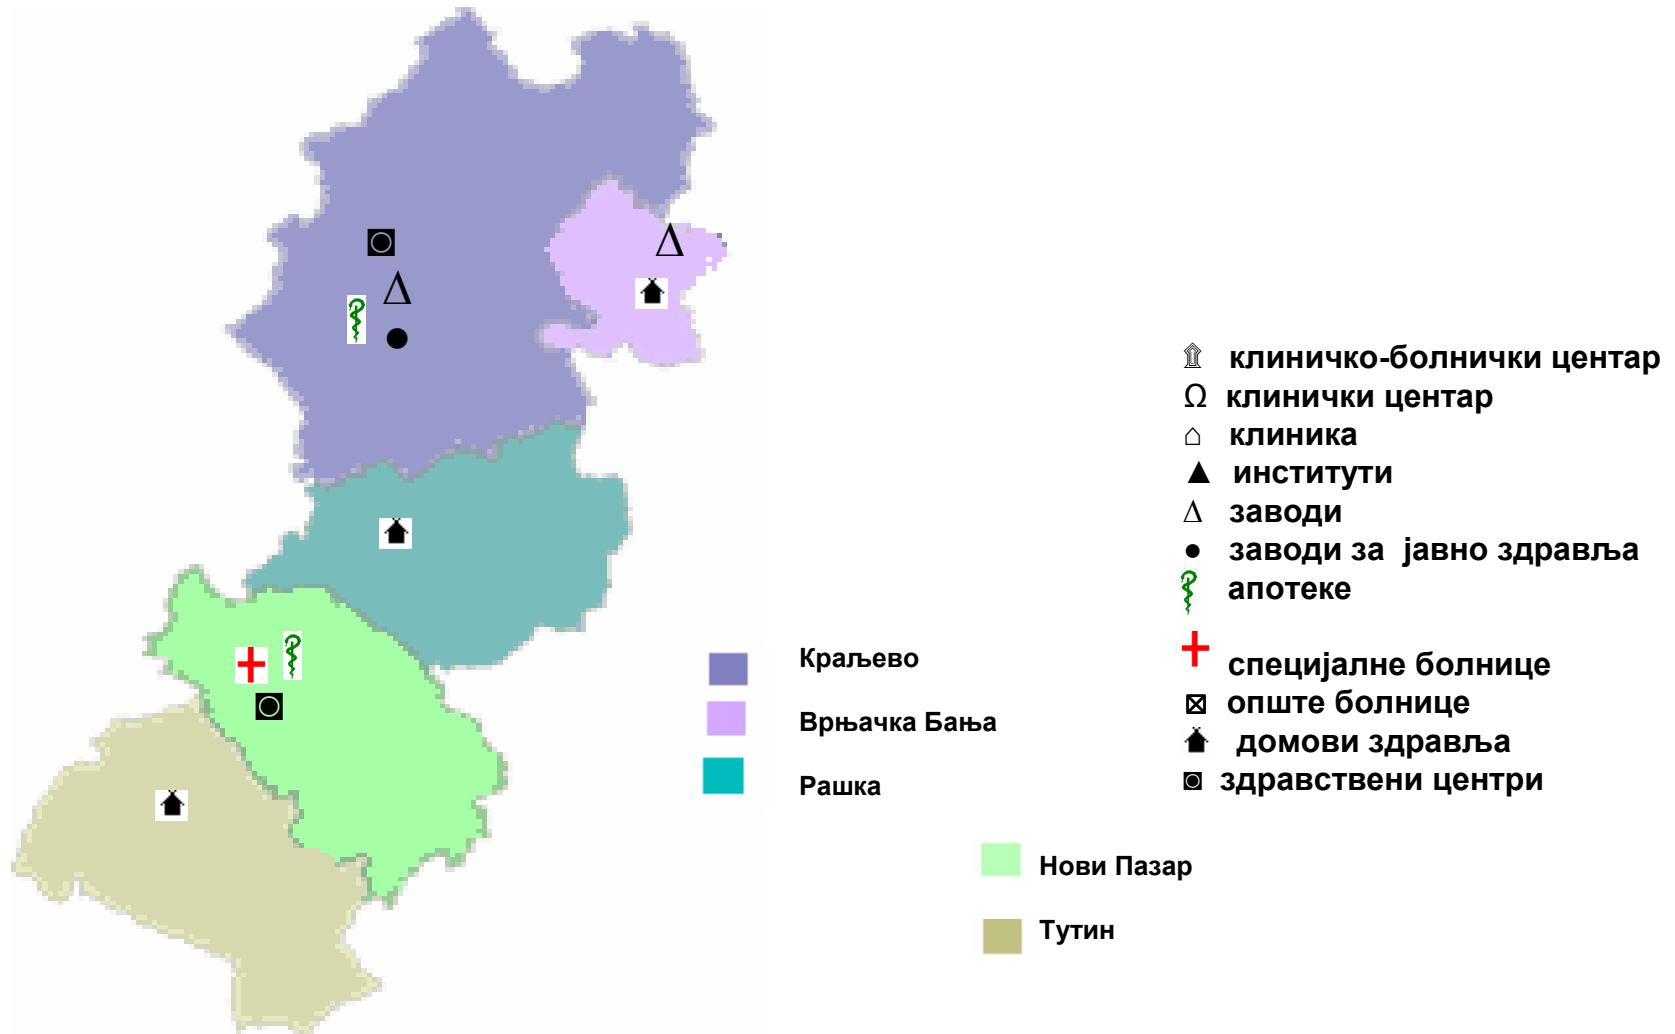 Краљево
Врњачка Бања
Рашка
Нови Пазар
Тутин
клиничко-болнички центар
Ω клинички центар
⌂ клиника
▲ институти
Δ заводи
● заводи за јавно здравља
апотеке
специјалне болнице
⊠ опште болнице
домови здравља
◙ здравствени центри